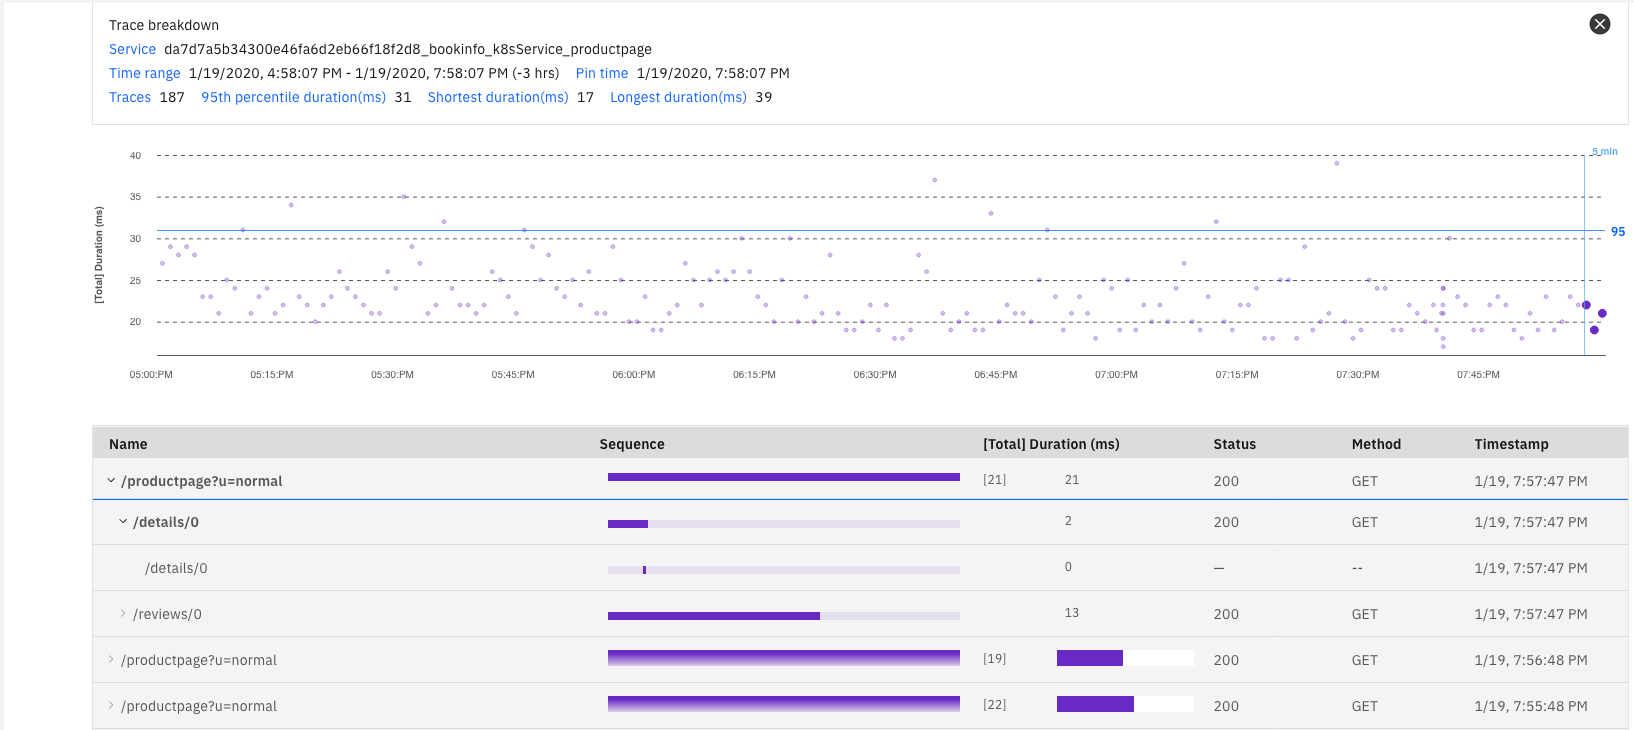 Trace breakdown
Service da7d7a5b34300e46fa6d2eb66f18f2d8_bookinfo_k8sService_productpage
Time range 1/19/2020, 4:58:07 PM - 1/19/2020, 7:58:07 PM (-3 hrs) Pin time 1/19/2020, 7:58:07 PM
Traces 187 95th percentile duration(ms) 31 Shortest duration(ms) 17 Longest duration(ms) 39
5 min
40
35
30
25
20
[Total] Duration (ms)
95
05:00:PM 05:15:PM 05:30:PM 05:45:PM 06:00:PM 06:15:PM 06:30:PM 06:45:PM 07:00:PM 07:15:PM 07:30:PM 07:45:PM
Name Sequence [Total] Duration (ms) Status Method Timestamp
/productpage?u=normal [21] 21 200 GET 1/19, 7:57:47 PM
/details/0 2 200 GET 1/19, 7:57:47 PM
/details/0 0 — -- 1/19, 7:57:47 PM
/reviews/0 13 200 GET 1/19, 7:57:47 PM
/productpage?u=normal [19] 200 GET 1/19, 7:56:48 PM
/productpage?u=normal [22] 200 GET 1/19, 7:55:48 PM